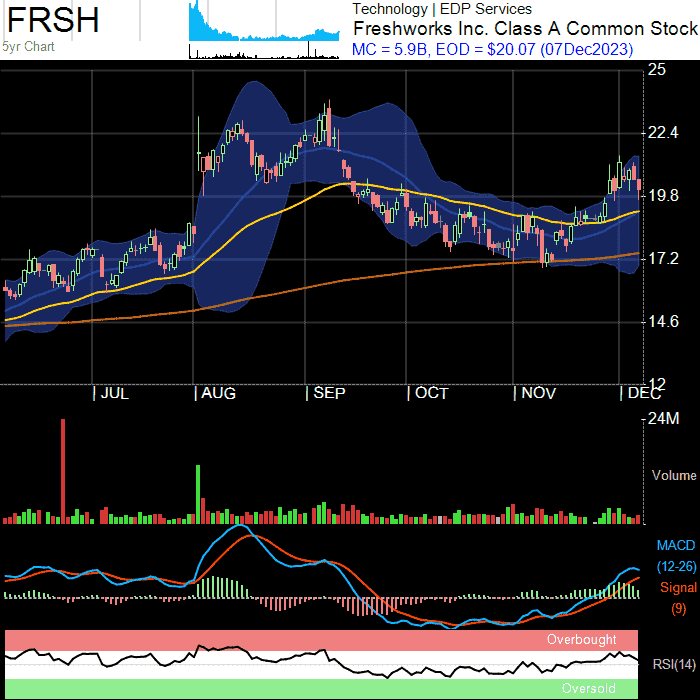 FRSH
5yr Chart
Technology | EDP Services
Freshworks Inc. Class A Common Stock
MC = 5.9B, EOD = $20.07 (07Dec2023)
25
22.4
19.8
17.2
14.6
12
JUL AUG SEP OCT NOV DEC
24M
Volume
MACD
(12-26)
Signal
(9)
Overbought
RSI(14)
Oversold